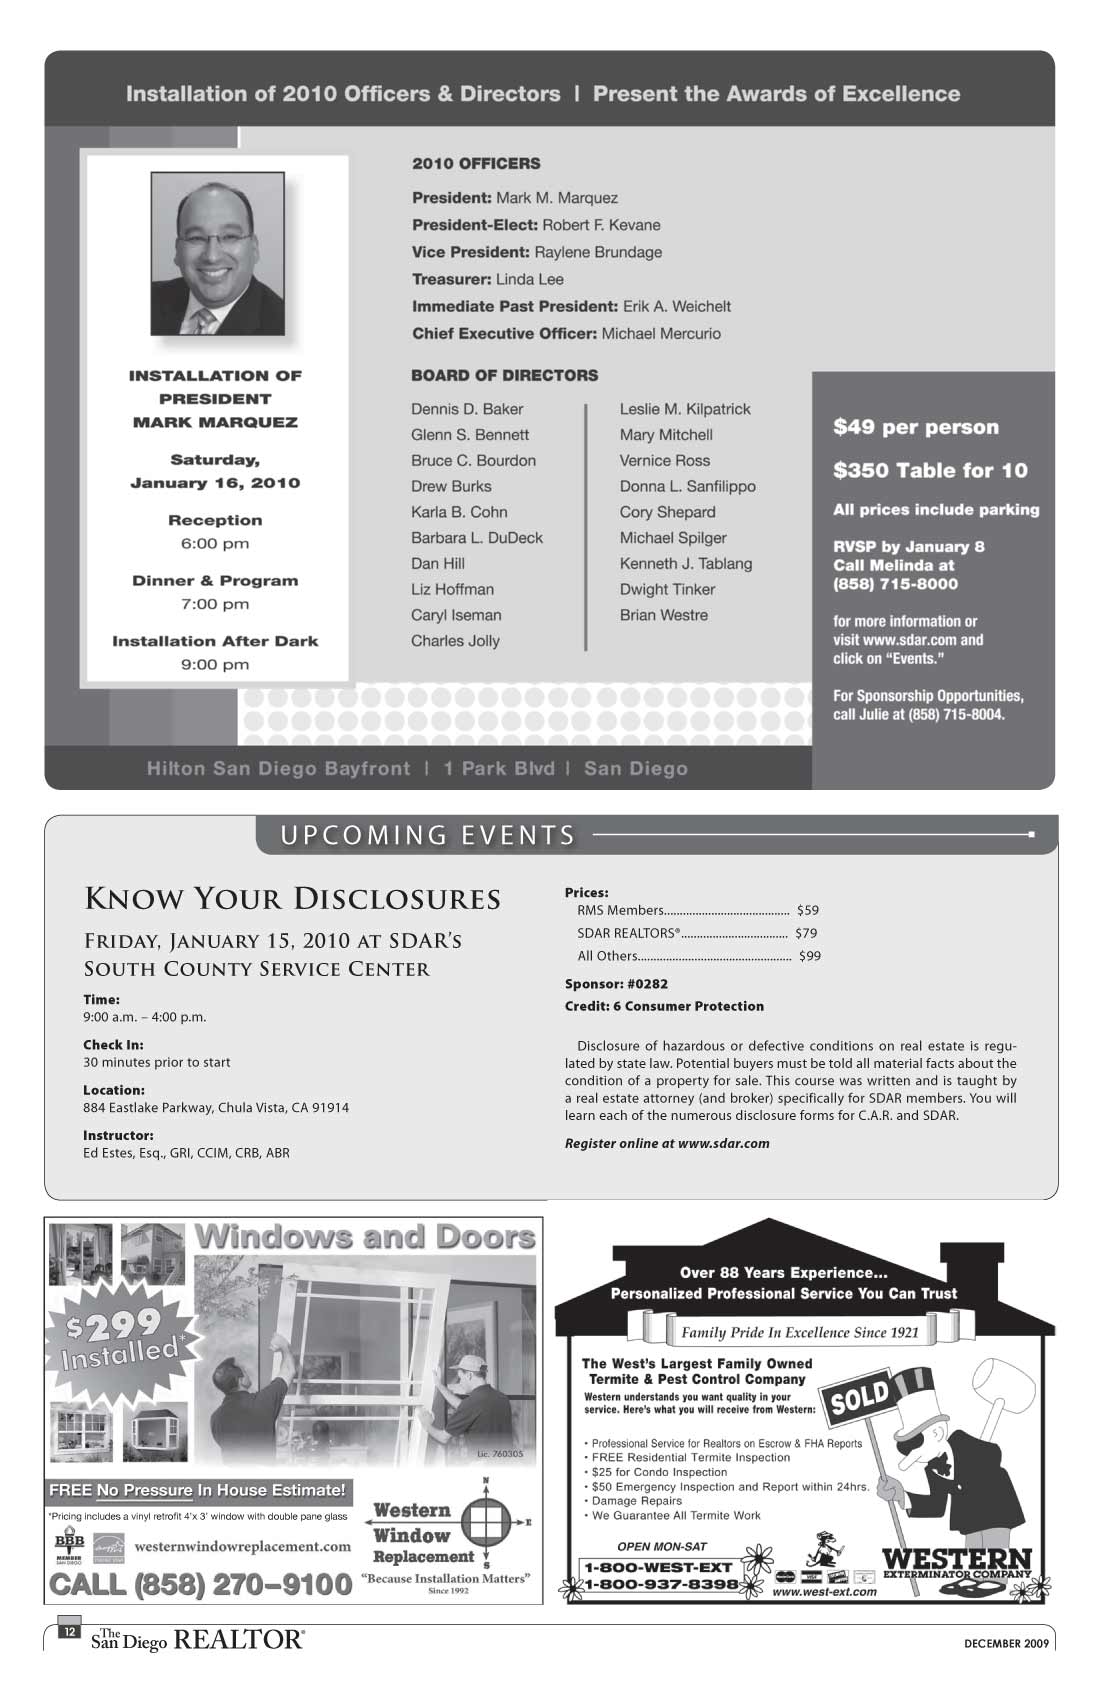 Installation of 2010 Officers & Directors | Present the Awards of Excellence
INSTALLATION OF
PRESIDENT
MARK MARQUEZ
Saturday,
January 16, 2010
Reception
6:00 pm
Dinner & Program
7:00 pm
Installation After Dark
9:00 pm
2010 OFFICERS
President: Mark M. Marquez
President-Elect: Robert F. Kevane
Vice President: Raylene Brundage
Treasurer: Linda Lee
Immediate Past President: Erik A. Weichelt
Chief Executive Officer: Michael Mercurio
BOARD OF DIRECTORS
Dennis D. Baker
Glenn S. Bennett
Bruce C. Bourdon
Drew Burks
Karla B. Cohn
Barbara L. DuDeck
Dan Hill
Liz Hoffman
Caryl Iseman
Charles Jolly
Leslie M. Kilpatrick
Mary Mitchell
Vernice Ross
Donna L. Sanfilippo
Cory Shepard
Michael Spilger
Kenneth J. Tablang
Dwight Tinker
Brian Westre
$49 per person
$350 Table for 10
All prices include parking
RVSP by January 8
Call Melinda at
(858) 715-8000
for more information or
visit www.sdar.com and
click on “Events.”
For Sponsorship Opportunities,
call Julie at (858) 715-8004.
Hilton San Diego Bayfront | 1 Park Blvd | San Diego
UPCOMING EVENTS
Know Your Disclosures
Friday, January 15, 2010 at SDAR’s
South County Service Center
Time:
9:00 a.m. – 4:00 p.m.
Check In:
30 minutes prior to start
Location:
884 Eastlake Parkway, Chula Vista, CA 91914
Instructor:
Ed Estes, Esq., GRI, CCIM, CRB, ABR
Prices:
RMS Members........................................ $59
SDAR REALTORS®.................................. $79
All Others................................................. $99
Sponsor: #0282
Credit: 6 Consumer Protection
Disclosure of hazardous or defective conditions on real estate is regu-
lated by state law. Potential buyers must be told all material facts about the
condition of a property for sale. This course was written and is taught by
a real estate attorney (and broker) specifically for SDAR members. You will
learn each of the numerous disclosure forms for C.A.R. and SDAR.
Register online at www.sdar.com
Windows and Doors
$299*
Installed
Lic. 760305
FREE No Pressure In House Estimate!
*Pricing includes a vinyl retrofit 4'x 3' window with double pane glass
BBB
MEMBER
SAN DIEGO
westernwindowreplacement.com
CALL (858) 270-9100
Western
Window
Replacement
N
E
S
“Because Installation Matters”
Since 1992
Over 88 Years Experience...
Personalized Professional Service You Can Trust
Family Pride In Excellence Since 1921
The West’s Largest Family Owned
Termite & Pest Control Company
Western understands you want quality in your
service. Here’s what you will receive from Western:
SOLD
• Professional Service for Realtors on Escrow & FHA Reports
• FREE Residential Termite Inspection
• $25 for Condo Inspection
• $50 Emergency Inspection and Report within 24hrs.
• Damage Repairs
• We Guarantee All Termite Work
OPEN MON-SAT
1-800-WEST-EXT
1-800-937-8398
www.west-ext.com
WESTERN
EXTERMINATOR COMPANY
12
The
San Diego REALTOR®
DECEMBER 2009